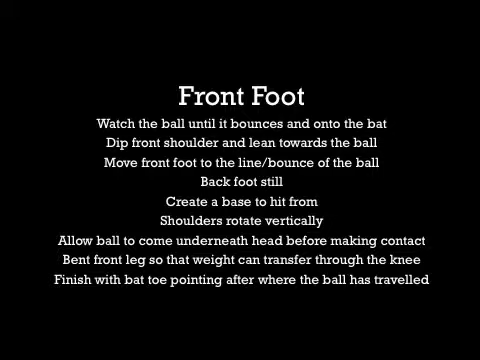 Front Foot
Watch the ball until it bounces and onto the bat
Dip front shoulder and lean towards the ball
Move front foot to the line/bounce of the ball
Back foot still
Create a base to hit from
Shoulders rotate vertically
Allow ball to come underneath head before making contact
Bent front leg so that weight can transfer through the knee
Finish with bat toe pointing after where the ball has travelled